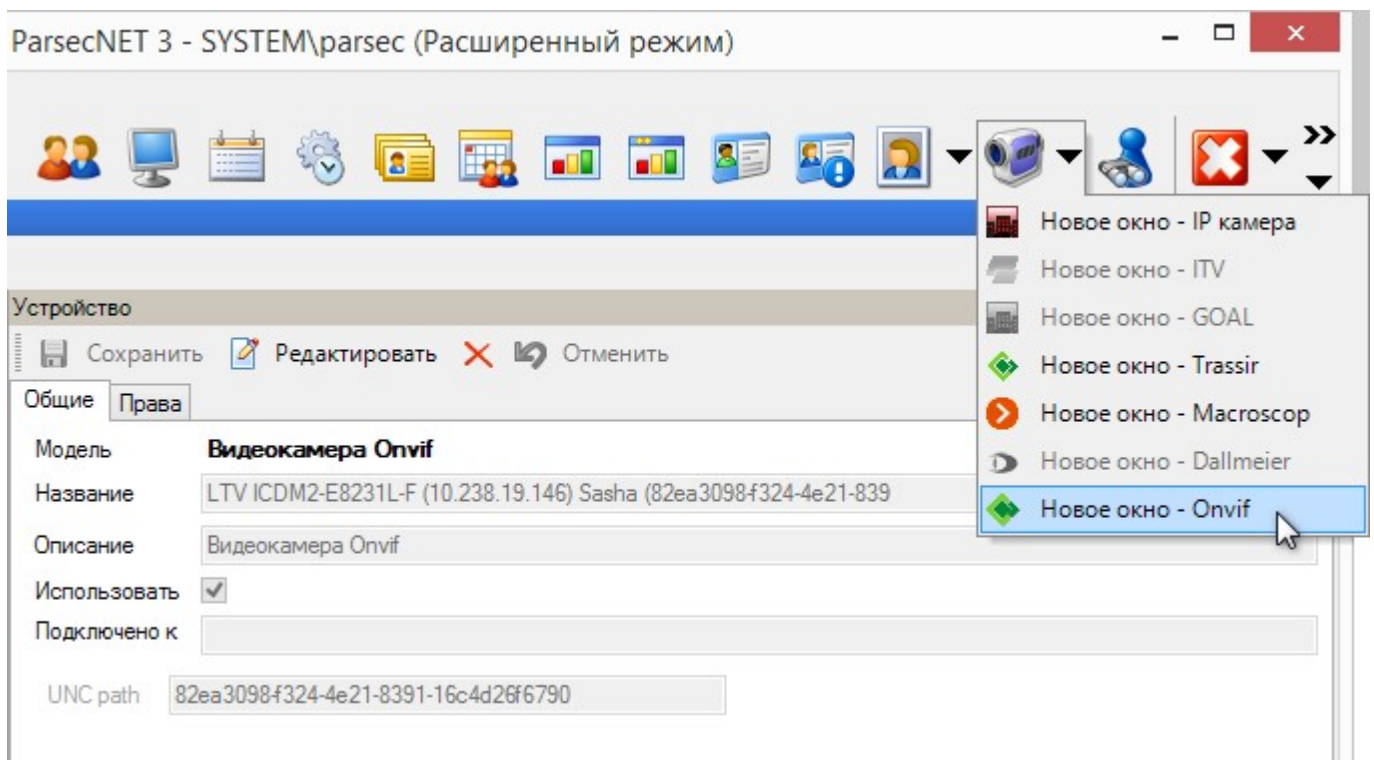 ParsecNET 3 - SYSTEM\parsec (Расширенный режим)
Новое окно - IP камера
Новое окно - ITV
Новое окно - GOAL
Новое окно - Trassir
Новое окно - Macroscop
Новое окно - Dallmeier
Новое окно - Onvif
Устройство
Сохранить Редактировать Отменить
Общие Права
Модель Видеокамера Onvif
Название LTV ICDM2-E8231L-F (10.238.19.146) Sasha (82ea3098-f324-4e21-839
Описание Видеокамера Onvif
Использовать
Подключено к
UNC path 82ea3098-f324-4e21-8391-16c4d26f6790